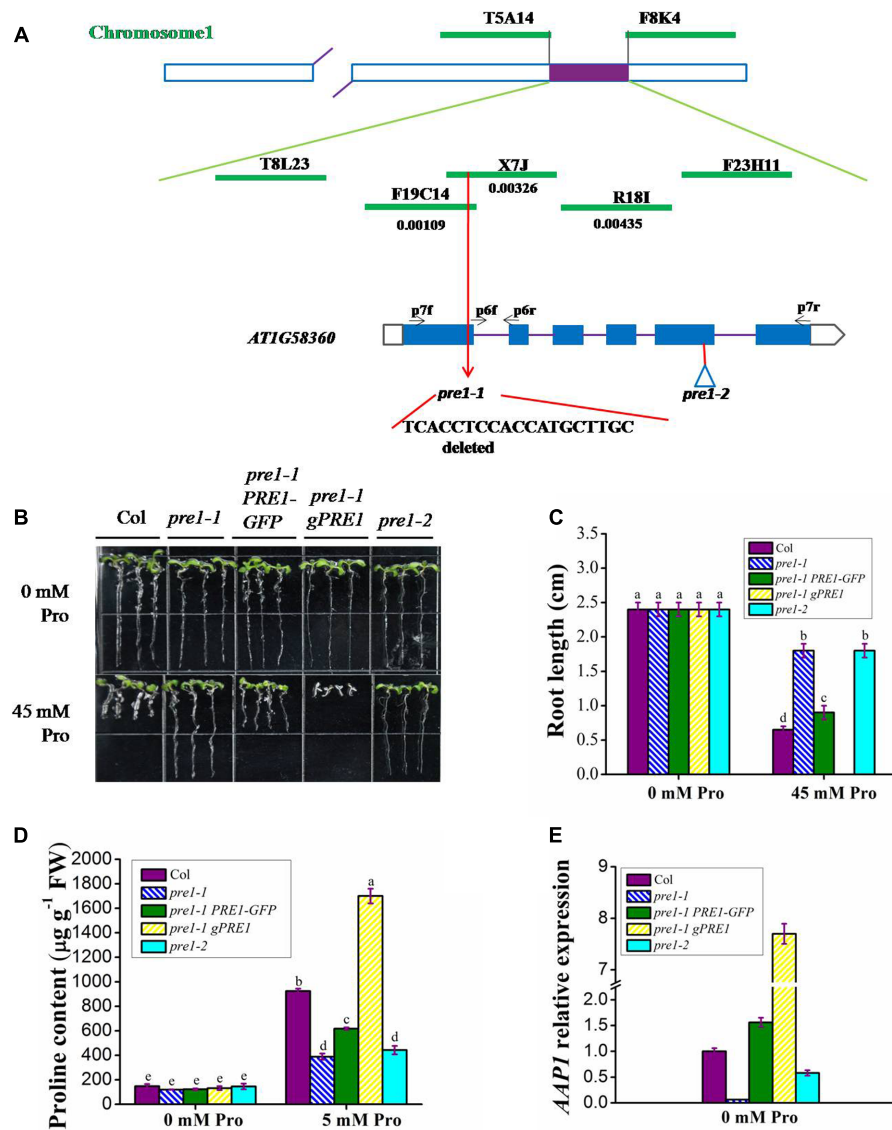 A
Chromosome1
T5A14
F8K4
T8L23
X7J
F23H11
0.00326
F19C14
R18I
0.00109
0.00435
p7f
p6f
p6r
p7r
AT1G58360
pre1-1
pre1-2
TCACCTCCACCATGCTTGC
deleted
B
Col
pre1-1
pre1-1
PRE1-
GFP
pre1-1
gPRE1
pre1-2
0 mM
Pro
45 mM
Pro
C
Root length (cm)
3.5
3.0
2.5
2.0
1.5
1.0
0.5
0.0
Col
pre1-1
pre1-1 PRE1-GFP
pre1-1 gPRE1
pre1-2
a a a a a
d b c b
0 mM Pro
45 mM Pro
D
Proline content (µg g-1 FW)
2000
1800
1600
1400
1200
1000
800
600
400
200
0
Col
pre1-1
pre1-1 PRE1-GFP
pre1-1 gPRE1
pre1-2
e e e e e
b d c a d
0 mM Pro
5 mM Pro
E
AAP1 relative expression
9
8
7
2.0
1.5
1.0
0.5
0.0
Col
pre1-1
pre1-1 PRE1-GFP
pre1-1 gPRE1
pre1-2
0 mM Pro